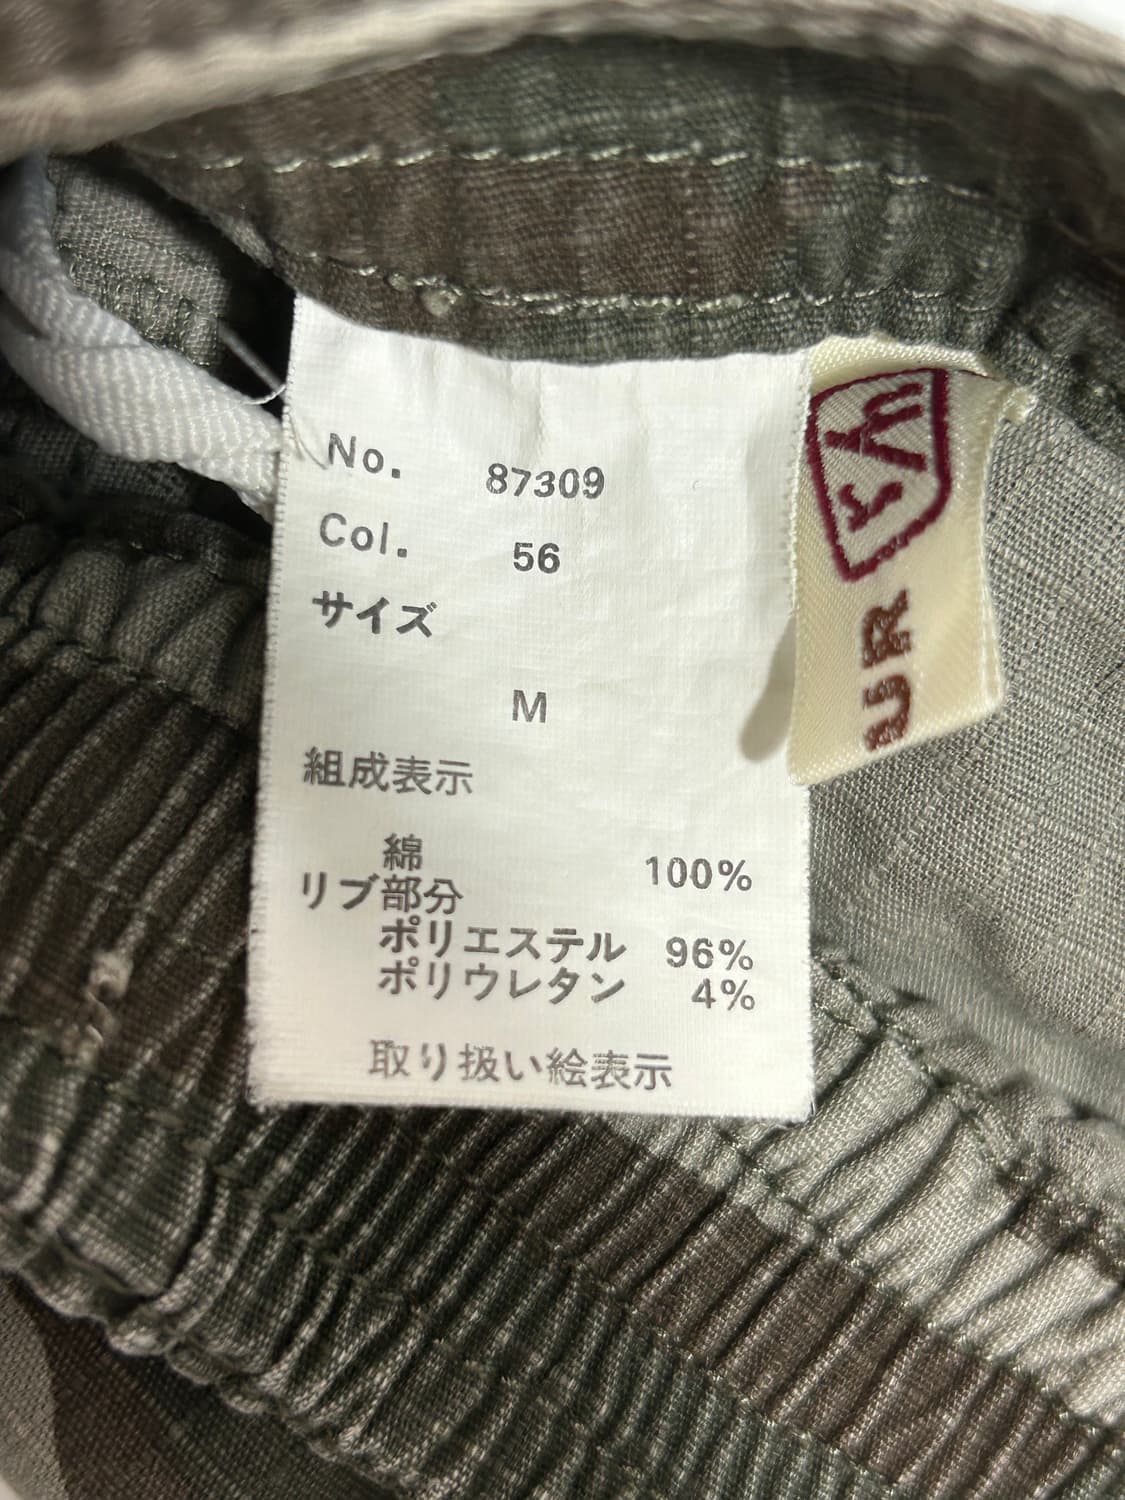 No. 87309
Col. 56
サイズ
M
組成表示
綿 100%
リブ部分
ポリエステル 96%
ポリウレタン 4%
取り扱い絵表示